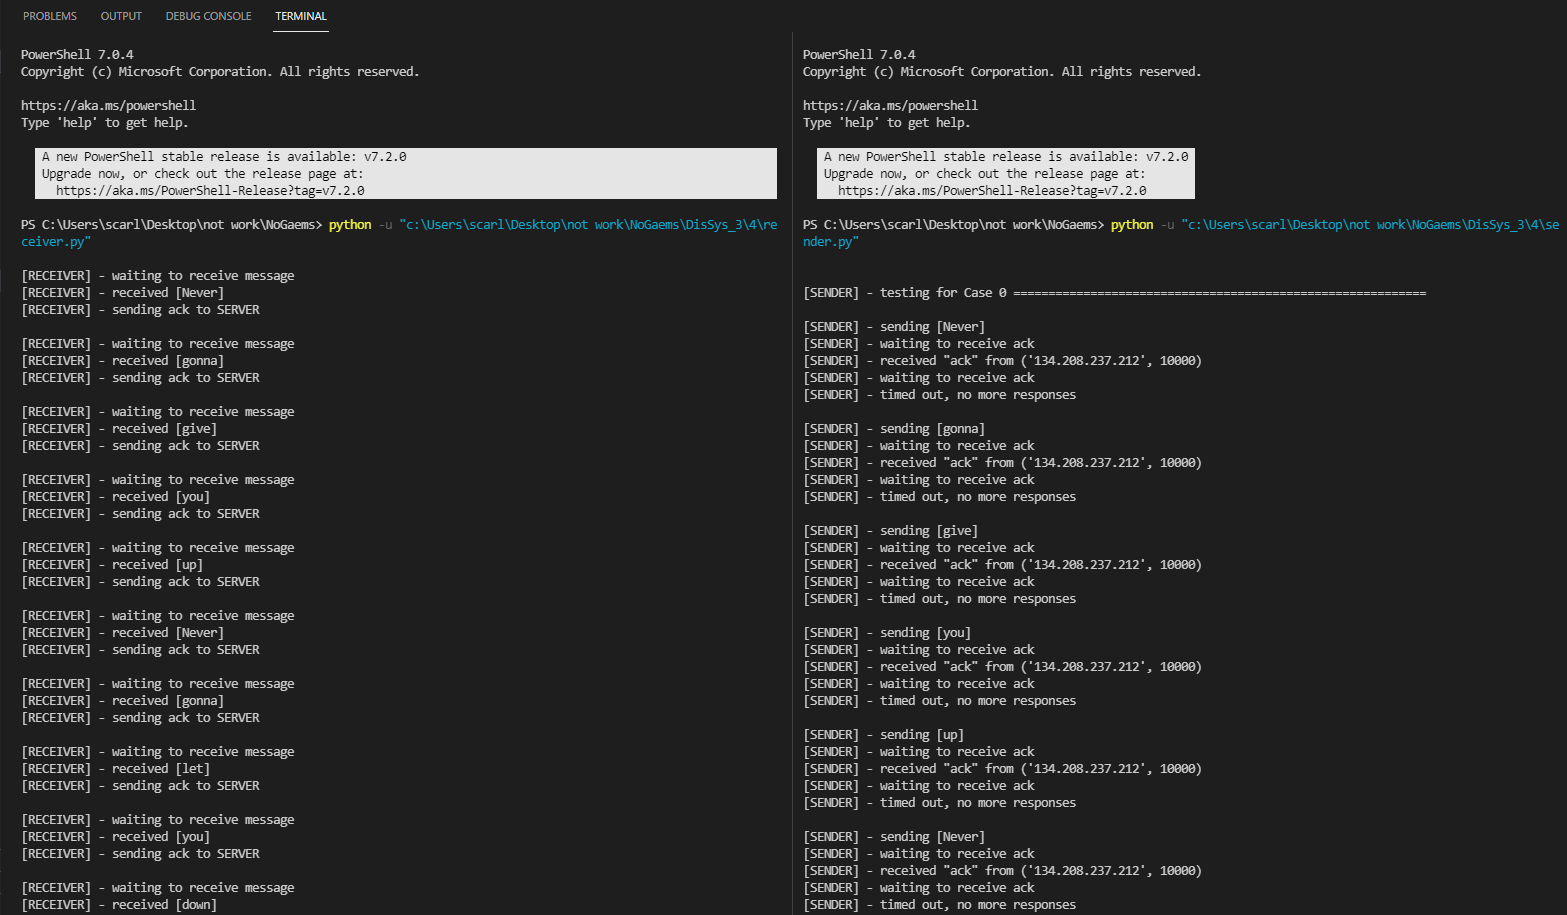 PROBLEMS OUTPUT DEBUG CONSOLE TERMINAL
PowerShell 7.0.4
Copyright (c) Microsoft Corporation. All rights reserved.
https://aka.ms/powershell
Type 'help' to get help.
A new PowerShell stable release is available: v7.2.0
Upgrade now, or check out the release page at:
https://aka.ms/PowerShell-Release?tag=v7.2.0
PS C:\Users\scarl\Desktop\not work\NoGaems> python -u "c:\Users\scarl\Desktop\not work\NoGaems\DisSys_3\4\re
ceiver.py"
[RECEIVER] - waiting to receive message
[RECEIVER] - received [Never]
[RECEIVER] - sending ack to SERVER
[RECEIVER] - waiting to receive message
[RECEIVER] - received [gonna]
[RECEIVER] - sending ack to SERVER
[RECEIVER] - waiting to receive message
[RECEIVER] - received [give]
[RECEIVER] - sending ack to SERVER
[RECEIVER] - waiting to receive message
[RECEIVER] - received [you]
[RECEIVER] - sending ack to SERVER
[RECEIVER] - waiting to receive message
[RECEIVER] - received [up]
[RECEIVER] - sending ack to SERVER
[RECEIVER] - waiting to receive message
[RECEIVER] - received [Never]
[RECEIVER] - sending ack to SERVER
[RECEIVER] - waiting to receive message
[RECEIVER] - received [gonna]
[RECEIVER] - sending ack to SERVER
[RECEIVER] - waiting to receive message
[RECEIVER] - received [let]
[RECEIVER] - sending ack to SERVER
[RECEIVER] - waiting to receive message
[RECEIVER] - received [you]
[RECEIVER] - sending ack to SERVER
[RECEIVER] - waiting to receive message
[RECEIVER] - received [down]
PowerShell 7.0.4
Copyright (c) Microsoft Corporation. All rights reserved.
https://aka.ms/powershell
Type 'help' to get help.
A new PowerShell stable release is available: v7.2.0
Upgrade now, or check out the release page at:
https://aka.ms/PowerShell-Release?tag=v7.2.0
PS C:\Users\scarl\Desktop\not work\NoGaems> python -u "c:\Users\scarl\Desktop\not work\NoGaems\DisSys_3\4\se
nder.py"
[SENDER] - testing for Case 0 ===========================================================
[SENDER] - sending [Never]
[SENDER] - waiting to receive ack
[SENDER] - received "ack" from ('134.208.237.212', 10000)
[SENDER] - waiting to receive ack
[SENDER] - timed out, no more responses
[SENDER] - sending [gonna]
[SENDER] - waiting to receive ack
[SENDER] - received "ack" from ('134.208.237.212', 10000)
[SENDER] - waiting to receive ack
[SENDER] - timed out, no more responses
[SENDER] - sending [give]
[SENDER] - waiting to receive ack
[SENDER] - received "ack" from ('134.208.237.212', 10000)
[SENDER] - waiting to receive ack
[SENDER] - timed out, no more responses
[SENDER] - sending [you]
[SENDER] - waiting to receive ack
[SENDER] - received "ack" from ('134.208.237.212', 10000)
[SENDER] - waiting to receive ack
[SENDER] - timed out, no more responses
[SENDER] - sending [up]
[SENDER] - waiting to receive ack
[SENDER] - received "ack" from ('134.208.237.212', 10000)
[SENDER] - waiting to receive ack
[SENDER] - timed out, no more responses
[SENDER] - sending [Never]
[SENDER] - waiting to receive ack
[SENDER] - received "ack" from ('134.208.237.212', 10000)
[SENDER] - waiting to receive ack
[SENDER] - timed out, no more responses